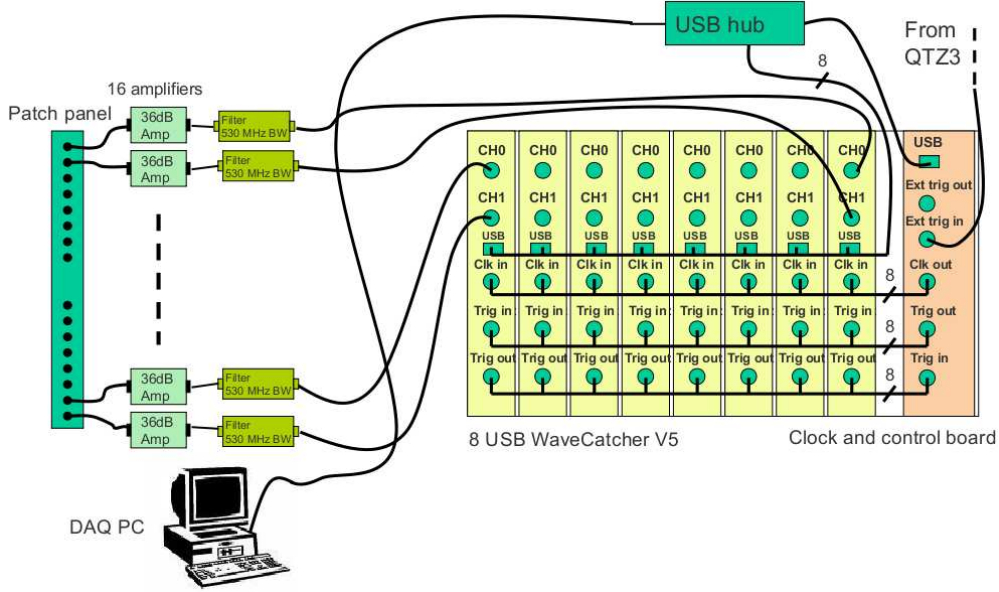 USB hub
From
QTZ3
8
16 amplifiers
Patch panel
36dB
Amp
Filter
530 MHz BW
36dB
Amp
Filter
530 MHz BW
CH0 CH0 CH0 CH0 CH0 CH0 CH0 CH0
USB
CH1 CH1 CH1 CH1 CH1 CH1 CH1 CH1
Ext trig out
Ext trig in
USB USB USB USB USB USB USB USB
Clk in Clk in Clk in Clk in Clk in Clk in Clk in Clk in
8
Clk out
Trig in Trig in Trig in Trig in Trig in Trig in Trig in Trig in
8
Trig out
Trig out Trig out Trig out Trig out Trig out Trig out Trig out Trig out
8
Trig in
36dB
Amp
Filter
530 MHz BW
36dB
Amp
Filter
530 MHz BW
8 USB WaveCatcher V5
Clock and control board
DAQ PC